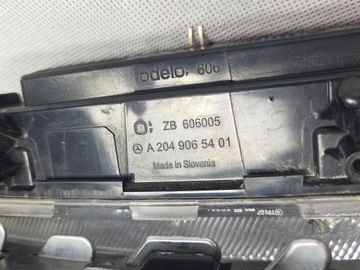 odelo 606
ZB 606005
A 204 906 54 01
Made in Slovenia